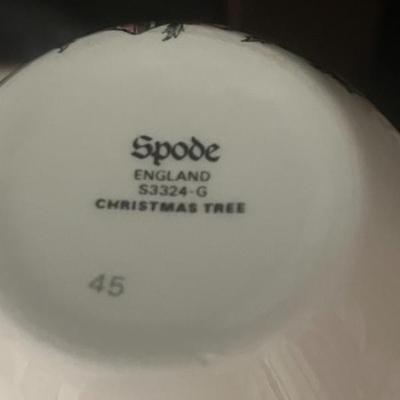 Spode
ENGLAND
S3324-G
CHRISTMAS TREE
45